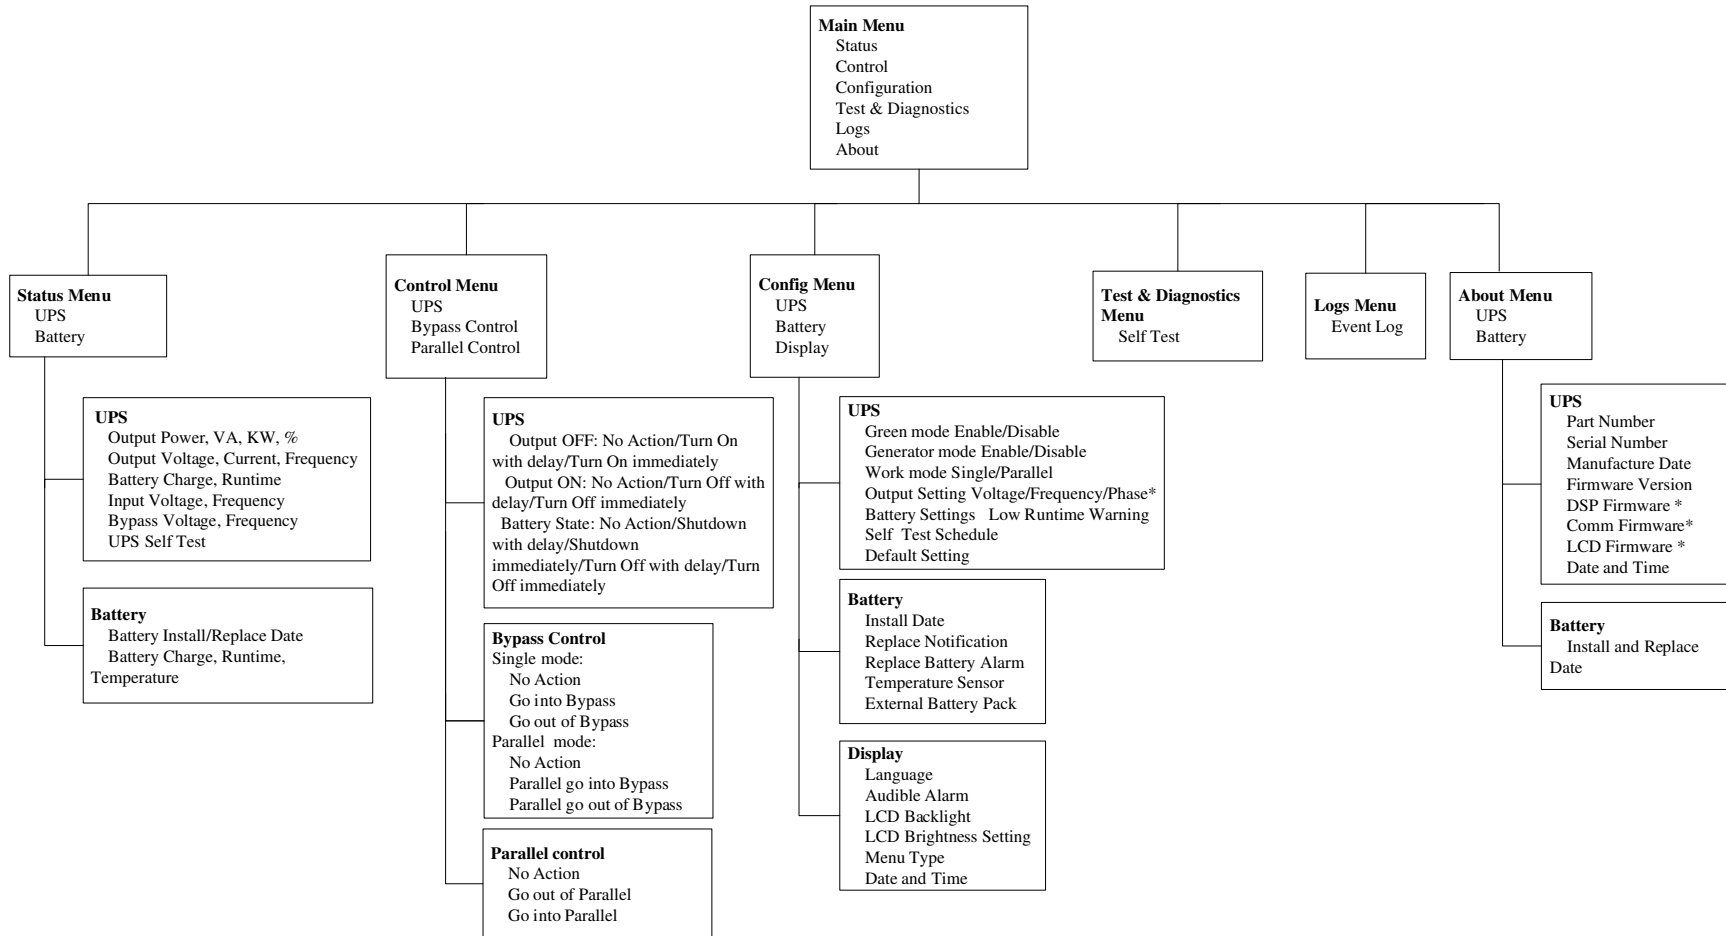 Main Menu
Status
Control
Configuration
Test & Diagnostics
Logs
About
Status Menu
UPS
Battery
Control Menu
UPS
Bypass Control
Parallel Control
Config Menu
UPS
Battery
Display
Test & Diagnostics
Menu
Self Test
Logs Menu
Event Log
About Menu
UPS
Battery
UPS
Output Power, VA, KW, %
Output Voltage, Current, Frequency
Battery Charge, Runtime
Input Voltage, Frequency
Bypass Voltage, Frequency
UPS Self Test
Battery
Battery Install/Replace Date
Battery Charge, Runtime,
Temperature
UPS
Output OFF: No Action/Turn On
with delay/Turn On immediately
Output ON: No Action/Turn Off with
delay/Turn Off immediately
Battery State: No Action/Shutdown
with delay/Shutdown
immediately/Turn Off with delay/Turn
Off immediately
Bypass Control
Single mode:
No Action
Go into Bypass
Go out of Bypass
Parallel mode:
No Action
Parallel go into Bypass
Parallel go out of Bypass
Parallel control
No Action
Go out of Parallel
Go into Parallel
UPS
Green mode Enable/Disable
Generator mode Enable/Disable
Work mode Single/Parallel
Output Setting Voltage/Frequency/Phase*
Battery Settings Low Runtime Warning
Self Test Schedule
Default Setting
Battery
Install Date
Replace Notification
Replace Battery Alarm
Temperature Sensor
External Battery Pack
Display
Language
Audible Alarm
LCD Backlight
LCD Brightness Setting
Menu Type
Date and Time
UPS
Part Number
Serial Number
Manufacture Date
Firmware Version
DSP Firmware *
Comm Firmware*
LCD Firmware *
Date and Time
Battery
Install and Replace
Date